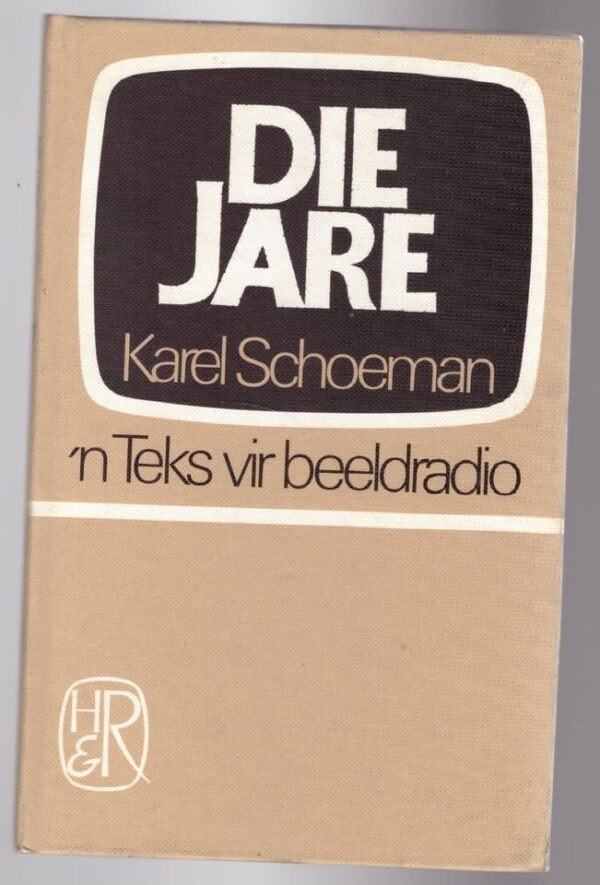 DIE
JARE
Karel Schoeman
'n Teks vir beeldradio
H
&R